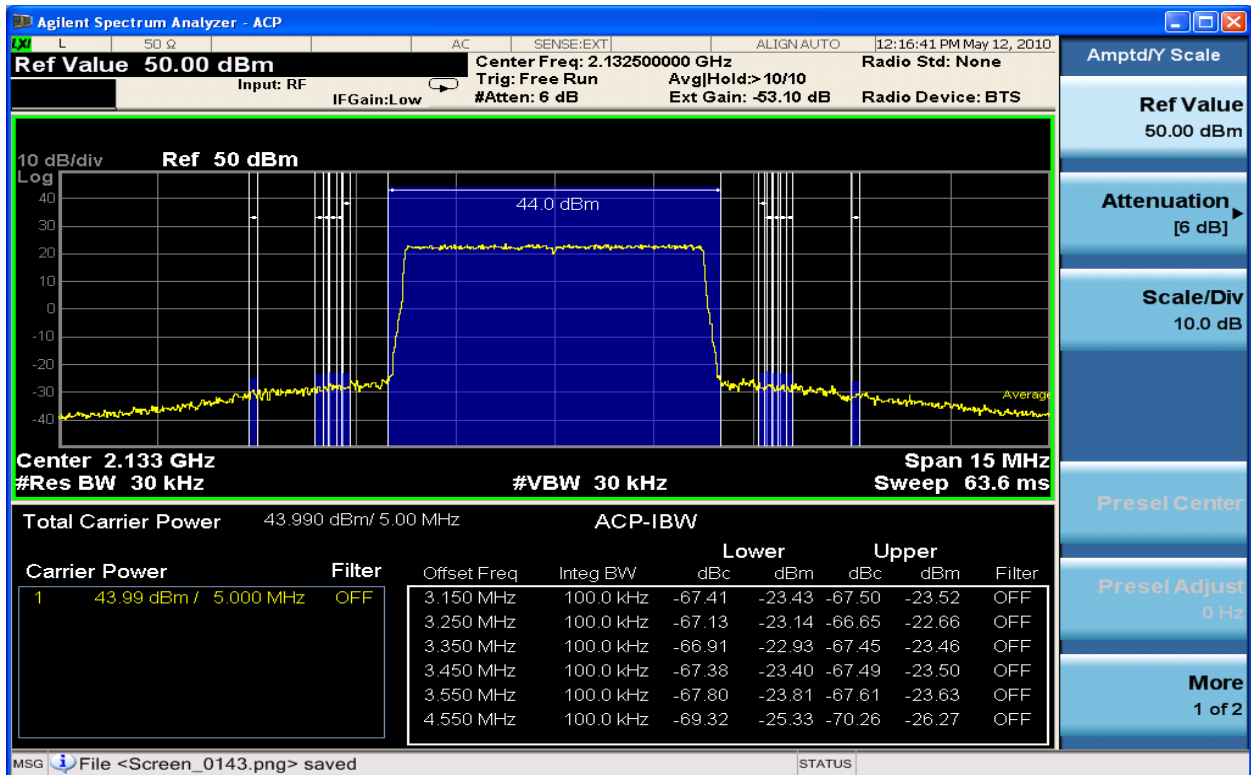 Agilent Spectrum Analyzer - ACP
LXI L 50 Ω AC SENSE:EXT ALIGN AUTO 12:16:41 PM May 12, 2010
Ref Value 50.00 dBm
Input: RF
IFGain:Low
Center Freq: 2.132500000 GHz
Trig: Free Run
#Atten: 6 dB
Avg|Hold:> 10/10
Ext Gain: -53.10 dB
Radio Std: None
Radio Device: BTS
10 dB/div Ref 50 dBm
Log
40
30
20
10
0
-10
-20
-30
-40
44.0 dBm
Average
Center 2.133 GHz Span 15 MHz
#Res BW 30 kHz #VBW 30 kHz Sweep 63.6 ms
Total Carrier Power 43.990 dBm/ 5.00 MHz ACP-IBW
Carrier Power Filter
1 43.99 dBm / 5.000 MHz OFF
Lower Upper
Offset Freq Integ BW dBc dBm dBc dBm Filter
3.150 MHz 100.0 kHz -67.41 -23.43 -67.50 -23.52 OFF
3.250 MHz 100.0 kHz -67.13 -23.14 -66.65 -22.66 OFF
3.350 MHz 100.0 kHz -66.91 -22.93 -67.45 -23.46 OFF
3.450 MHz 100.0 kHz -67.38 -23.40 -67.49 -23.50 OFF
3.550 MHz 100.0 kHz -67.80 -23.81 -67.61 -23.63 OFF
4.550 MHz 100.0 kHz -69.32 -25.33 -70.26 -26.27 OFF
Amptd/Y Scale
Ref Value
50.00 dBm
Attenuation
[6 dB]
Scale/Div
10.0 dB
Presel Center
Presel Adjust
0 Hz
More
1 of 2
MSG File <Screen_0143.png> saved STATUS